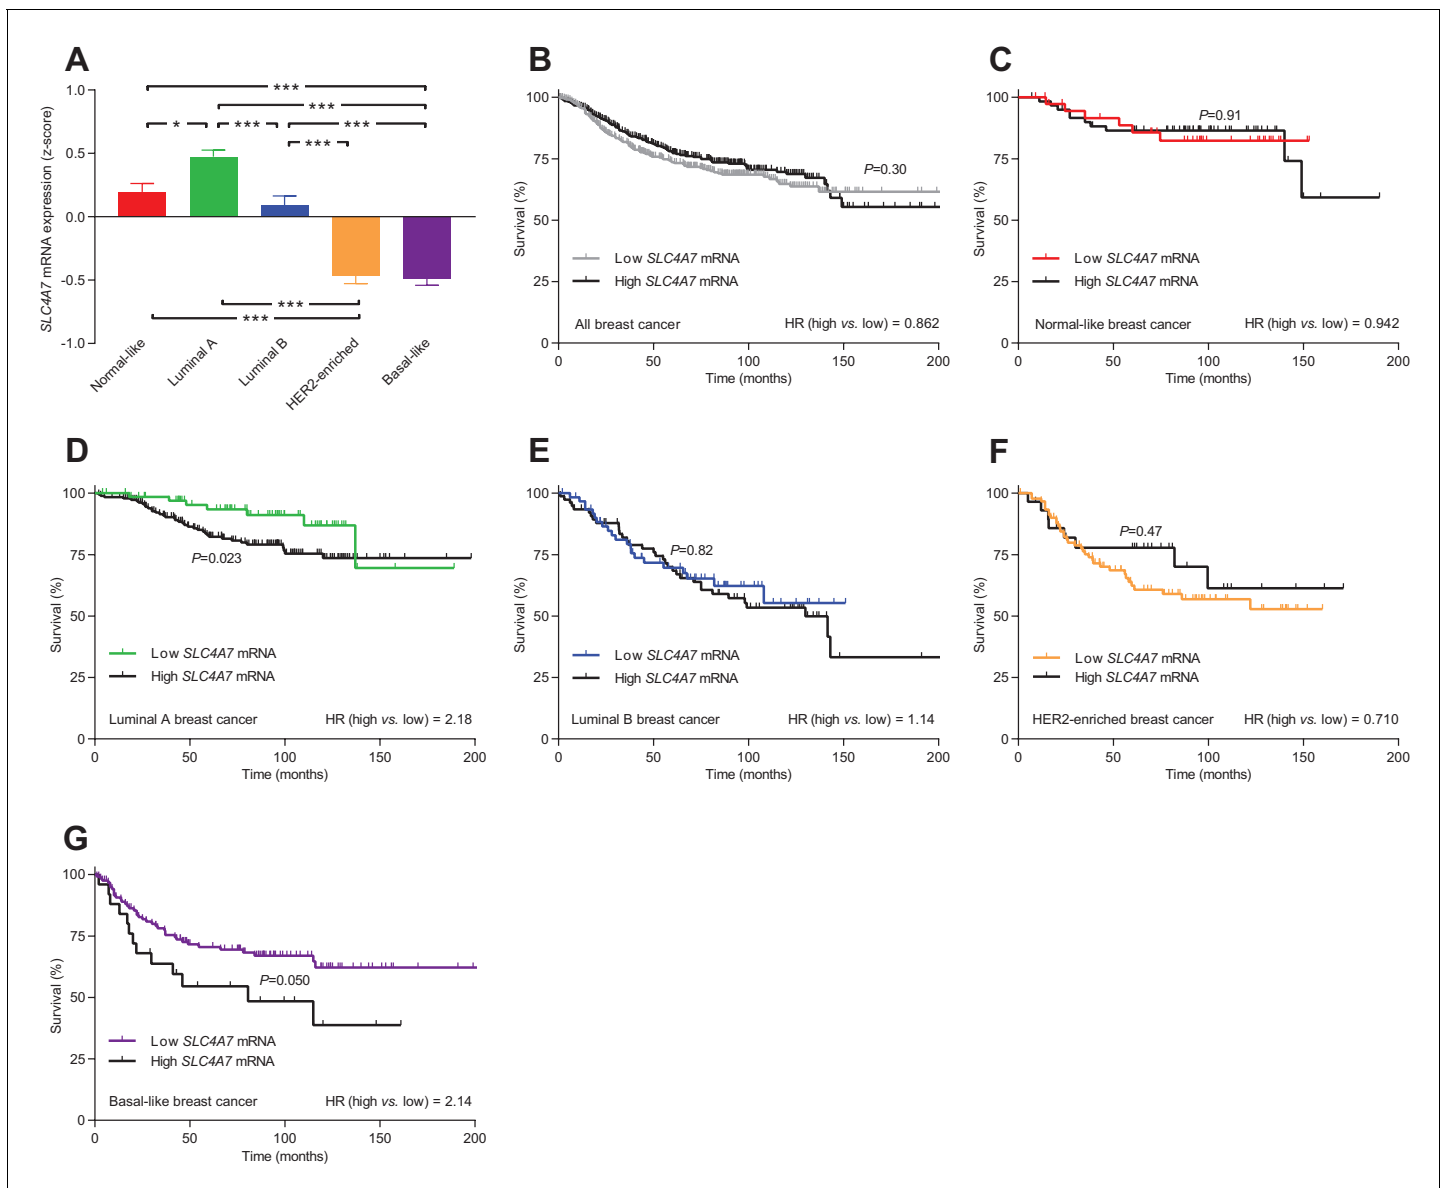 A
SLC4A7 mRNA expression (z-score)
1.0
0.5
0.0
-0.5
-1.0
***
***
* *** ***
***
***
***
Normal-like
Luminal A
Luminal B
HER2-enriched
Basal-like
B
Survival (%)
100
75
50
25
0
P=0.30
Low SLC4A7 mRNA
High SLC4A7 mRNA
All breast cancer HR (high vs. low) = 0.862
0 50 100 150 200
Time (months)
C
Survival (%)
100
75
50
25
0
P=0.91
Low SLC4A7 mRNA
High SLC4A7 mRNA
Normal-like breast cancer HR (high vs. low) = 0.942
0 50 100 150 200
Time (months)
D
Survival (%)
100
75
50
25
0
P=0.023
Low SLC4A7 mRNA
High SLC4A7 mRNA
Luminal A breast cancer HR (high vs. low) = 2.18
0 50 100 150 200
Time (months)
E
Survival (%)
100
75
50
25
0
P=0.82
Low SLC4A7 mRNA
High SLC4A7 mRNA
Luminal B breast cancer HR (high vs. low) = 1.14
0 50 100 150 200
Time (months)
F
Survival (%)
100
75
50
25
0
P=0.47
Low SLC4A7 mRNA
High SLC4A7 mRNA
HER2-enriched breast cancer HR (high vs. low) = 0.710
0 50 100 150 200
Time (months)
G
Survival (%)
100
75
50
25
0
P=0.050
Low SLC4A7 mRNA
High SLC4A7 mRNA
Basal-like breast cancer HR (high vs. low) = 2.14
0 50 100 150 200
Time (months)